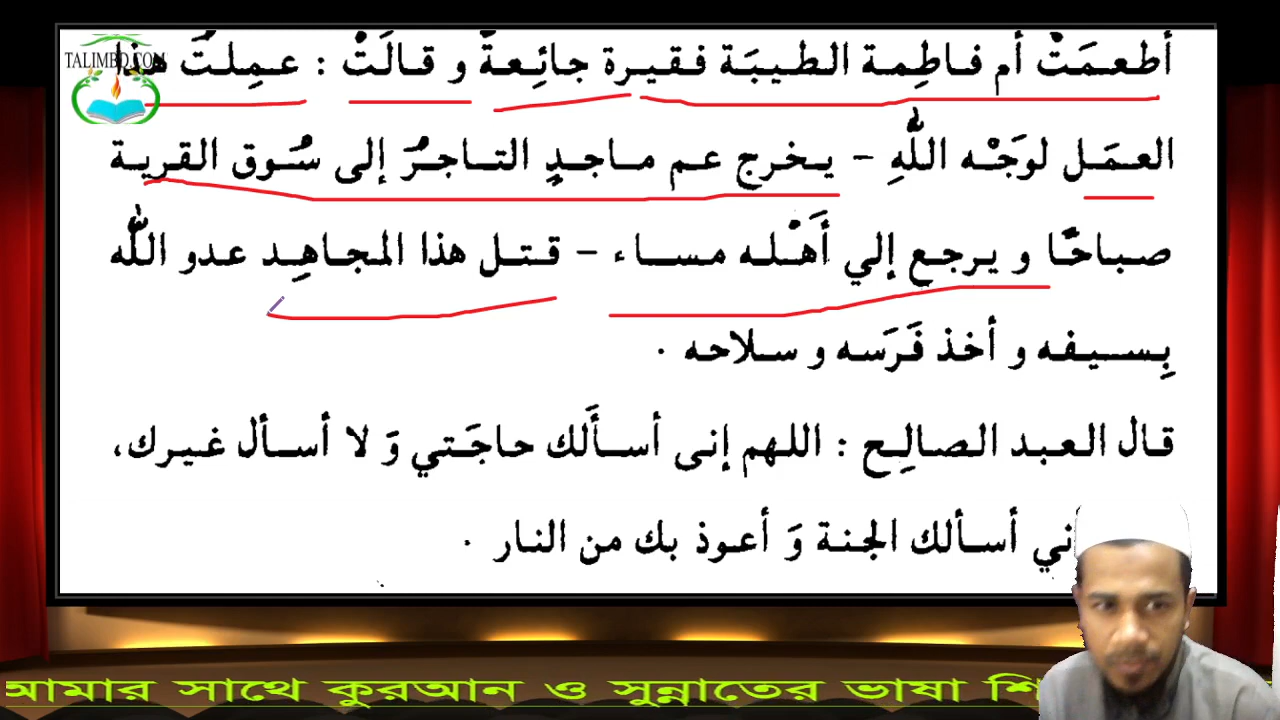 TALIMBD.COM
أطعمَتْ أم فاطِمة الطيبَة فقيرة جائِعةً و قالَتْ : عمِلتُ هذا
العمَل لوَجْه اللّٰهِ – يخرج عم ماجدٍ التاجرُ إلى سُوق القرية
صباحًا و يرجع إلي أَهْله مساء – قتل هذا المجاهِد عدو اللّٰه
بِسيفه و أخذ فَرَسه و سلاحه .
قال العبد الصالِح : اللهم إنى أسأَلك حاجَتي وَ لا أسأل غيرك،
أسألك الجنة وَ أعوذ بك من النار .
আমার সাথে কুরআন ও সুন্নাতের ভাষা শি